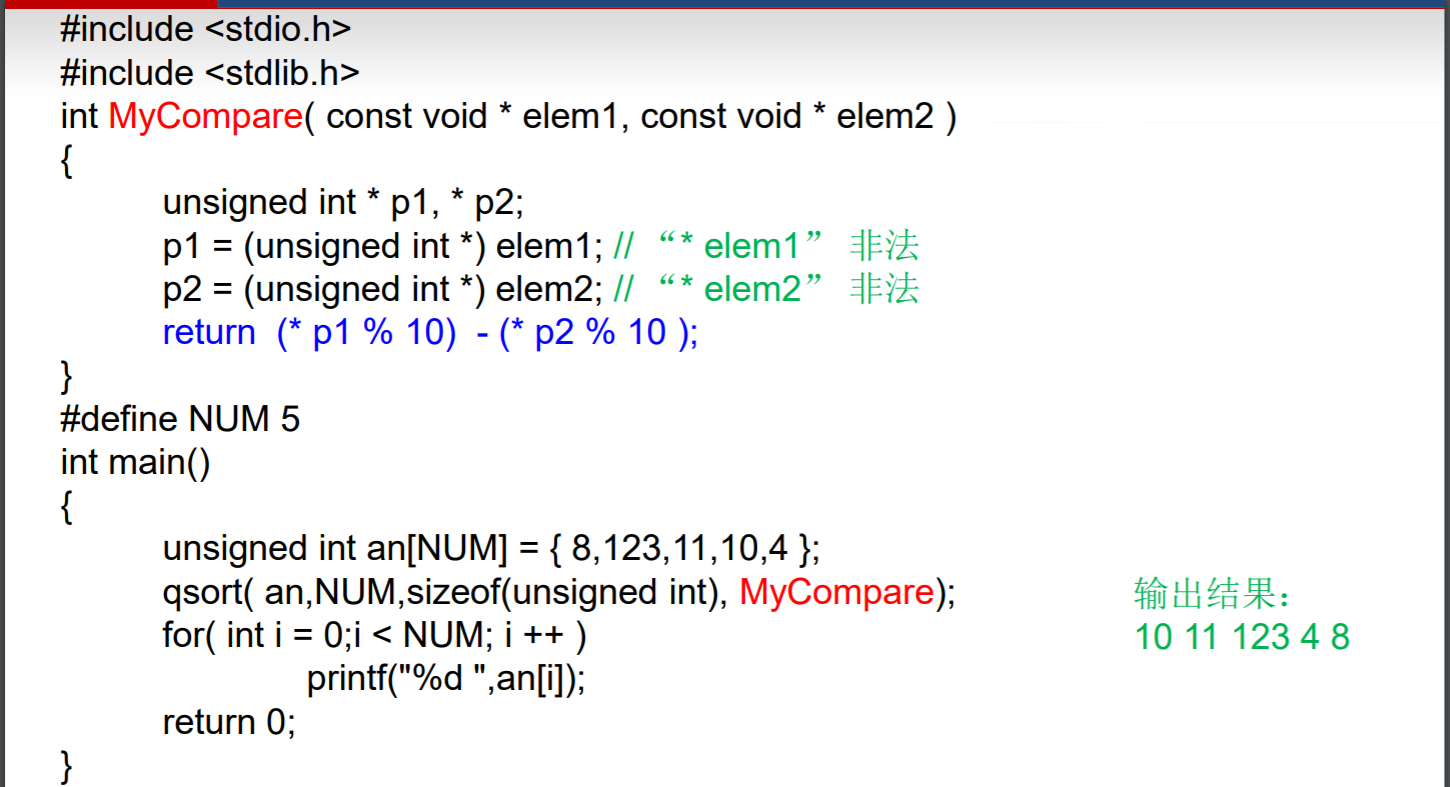 #include <stdio.h>
#include <stdlib.h>
int MyCompare( const void * elem1, const void * elem2 )
{
unsigned int * p1, * p2;
p1 = (unsigned int *) elem1; // “* elem1” 非法
p2 = (unsigned int *) elem2; // “* elem2” 非法
return (* p1 % 10) - (* p2 % 10 );
}
#define NUM 5
int main()
{
unsigned int an[NUM] = { 8,123,11,10,4 };
qsort( an,NUM,sizeof(unsigned int), MyCompare);
for( int i = 0;i < NUM; i ++ )
printf("%d ",an[i]);
return 0;
}
输出结果：
10 11 123 4 8